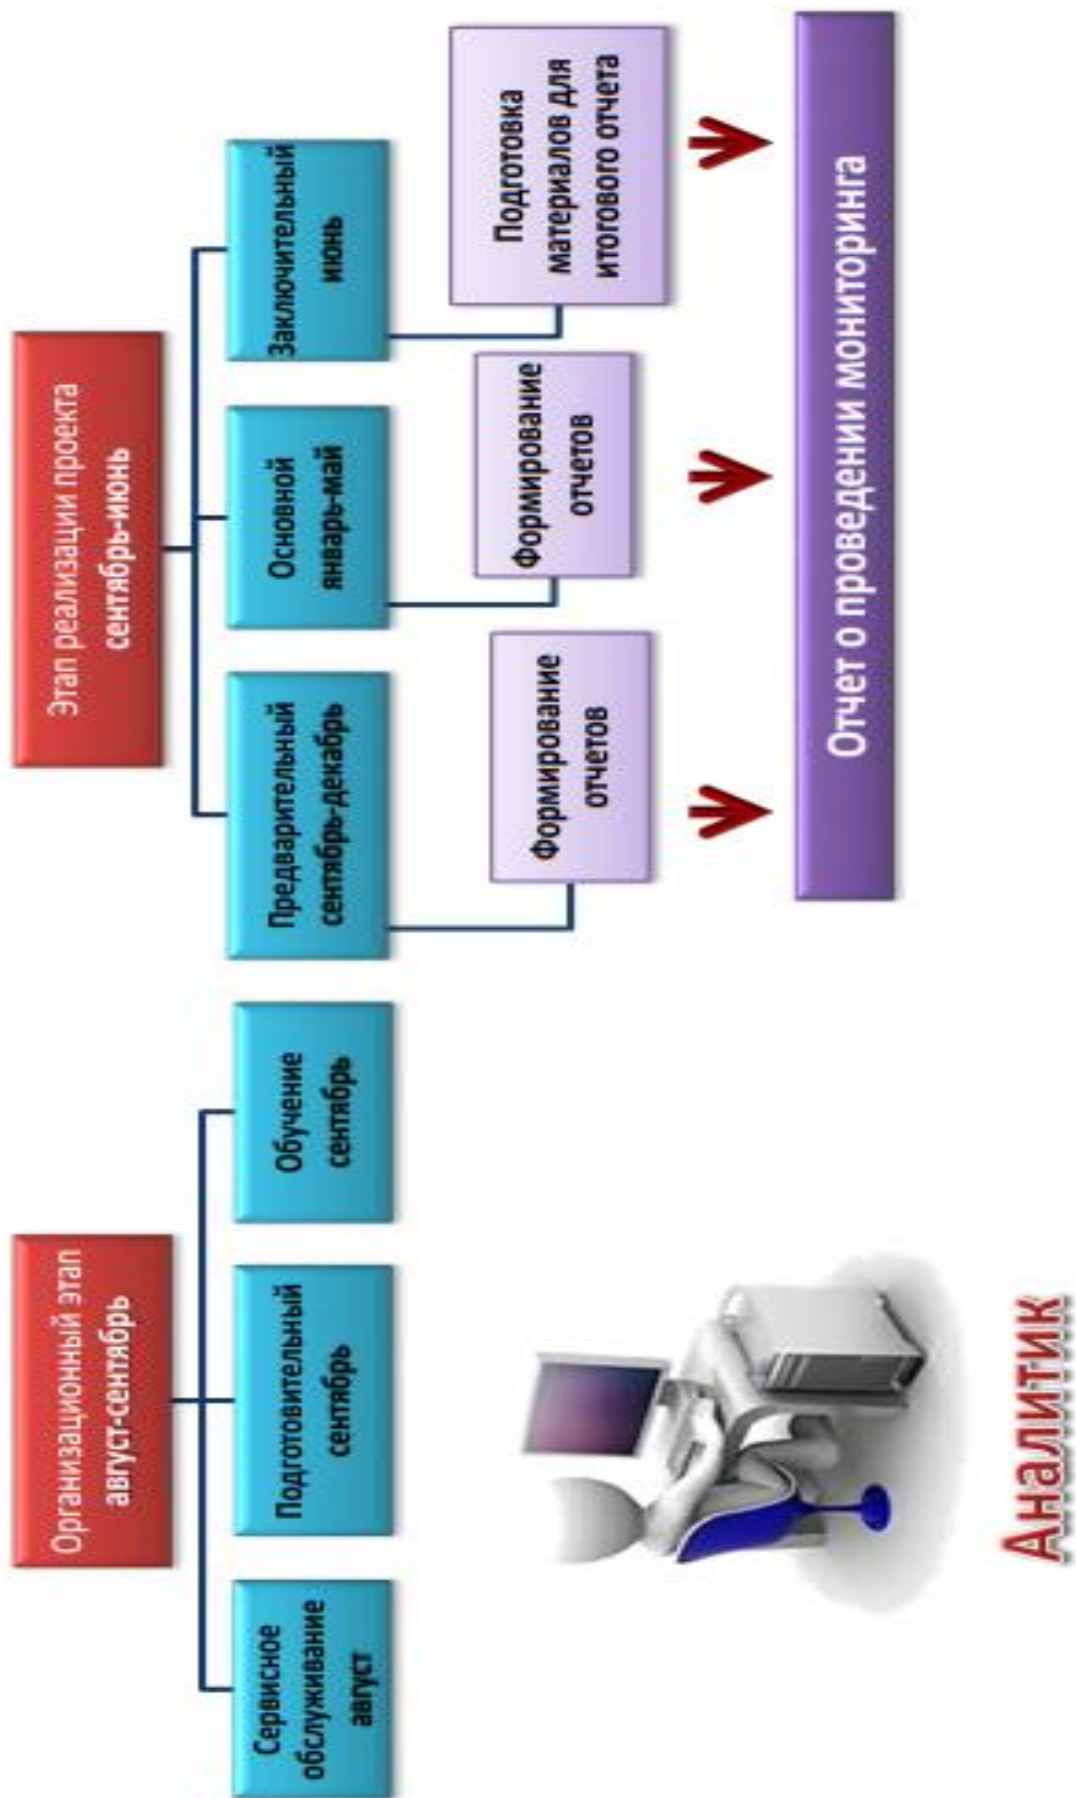 Организационный этап
август-сентябрь
Сервисное
обслуживание
август
Подготовительный
сентябрь
Обучение
сентябрь
Этап реализации проекта
сентябрь-июнь
Предварительный
сентябрь-декабрь
Основной
январь-май
Заключительный
июнь
Формирование
отчетов
Формирование
отчетов
Подготовка
материалов для
итогового отчета
Отчет о проведении мониторинга
Аналитик